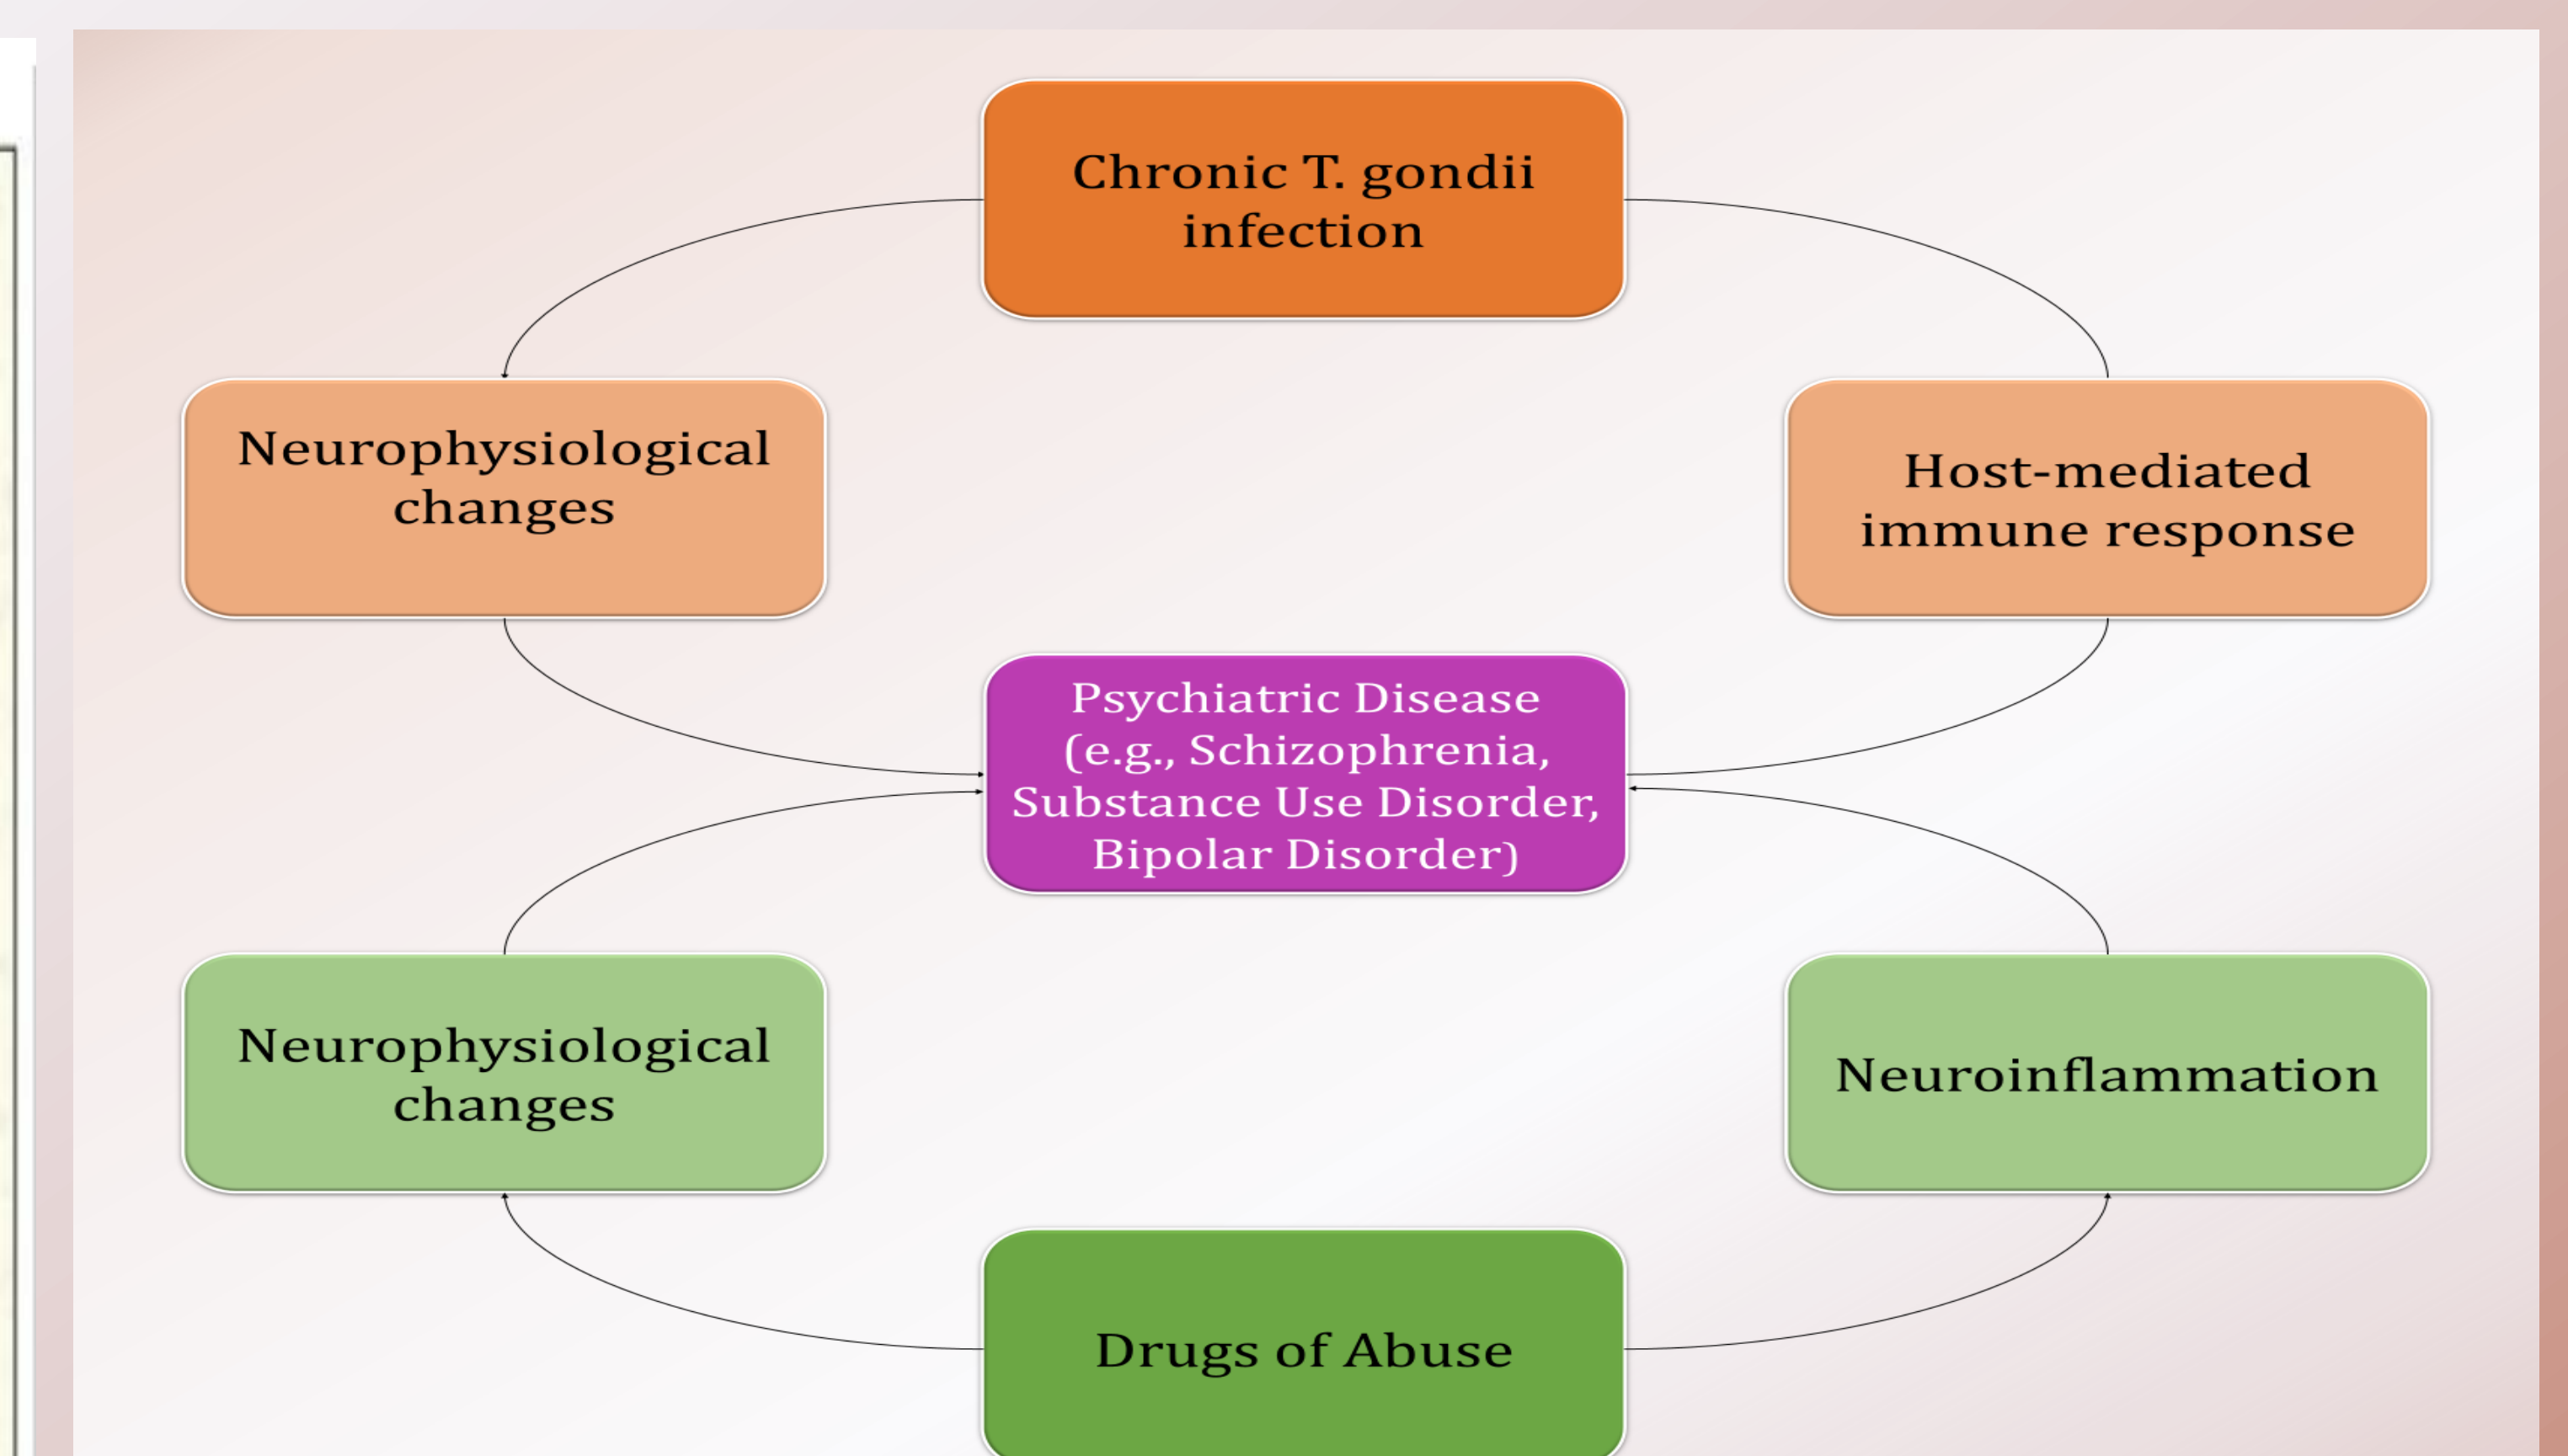 Chronic T. gondii
infection
Neurophysiological
changes
Host-mediated
immune response
Psychiatric Disease
(e.g., Schizophrenia,
Substance Use Disorder,
Bipolar Disorder)
Neurophysiological
changes
Neuroinflammation
Drugs of Abuse